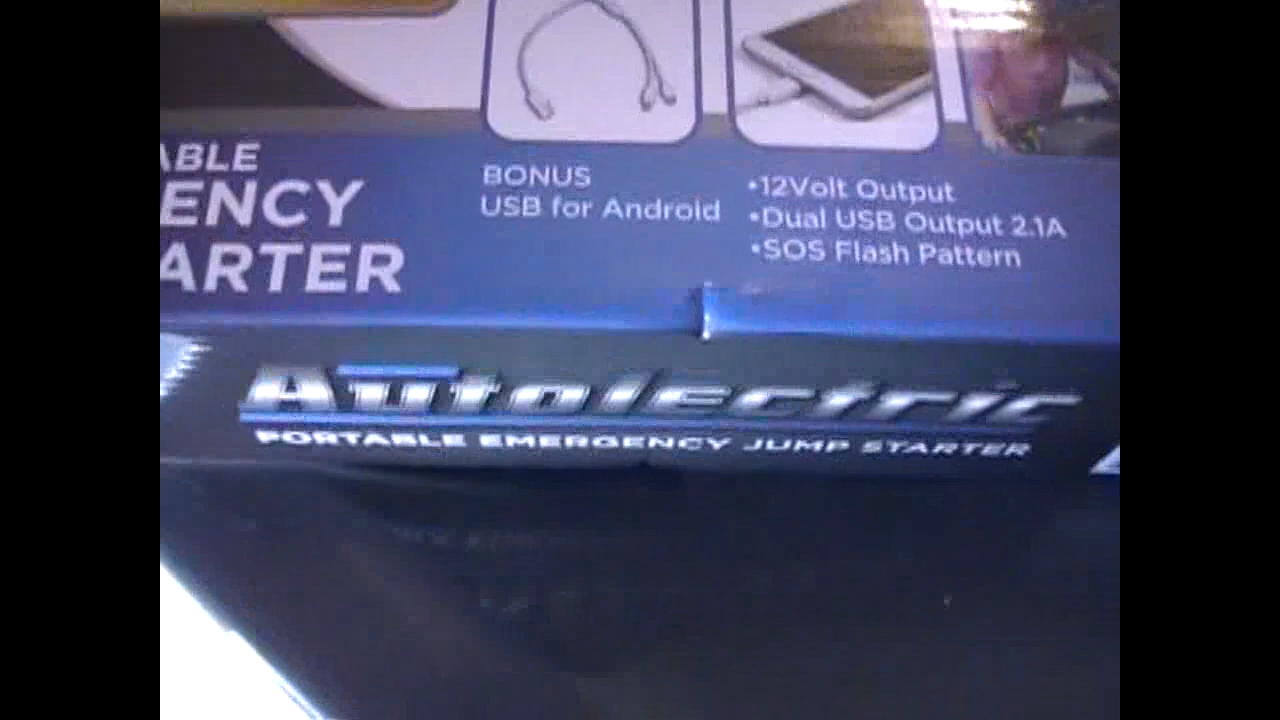 ABLE
ENCY
ARTER
BONUS
USB for Android
•12Volt Output
•Dual USB Output 2.1A
•SOS Flash Pattern
Autolectric
PORTABLE EMERGENCY JUMP STARTER